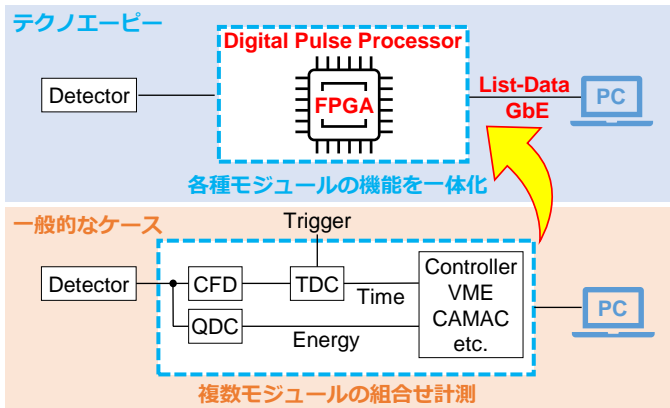 テクノエーピー
Digital Pulse Processor
Detector
FPGA
List-Data
GbE
PC
各種モジュールの機能を一体化
一般的なケース
Trigger
Detector
CFD
TDC
Time
QDC
Energy
Controller
VME
CAMAC
etc.
PC
複数モジュールの組合せ計測